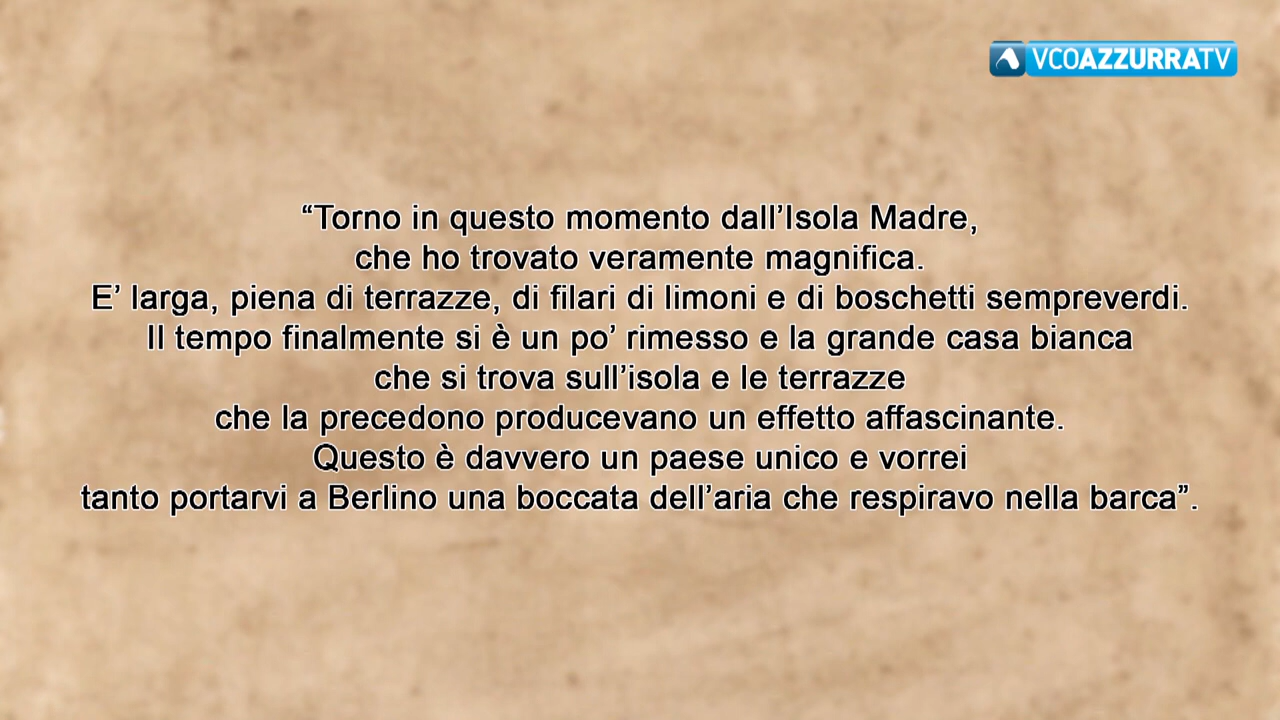 VCOAZZURRATV
“Torno in questo momento dall’Isola Madre,
che ho trovato veramente magnifica.
E’ larga, piena di terrazze, di filari di limoni e di boschetti sempreverdi.
Il tempo finalmente si è un po’ rimesso e la grande casa bianca
che si trova sull’isola e le terrazze
che la precedono producevano un effetto affascinante.
Questo è davvero un paese unico e vorrei
tanto portarvi a Berlino una boccata dell’aria che respiravo nella barca”.